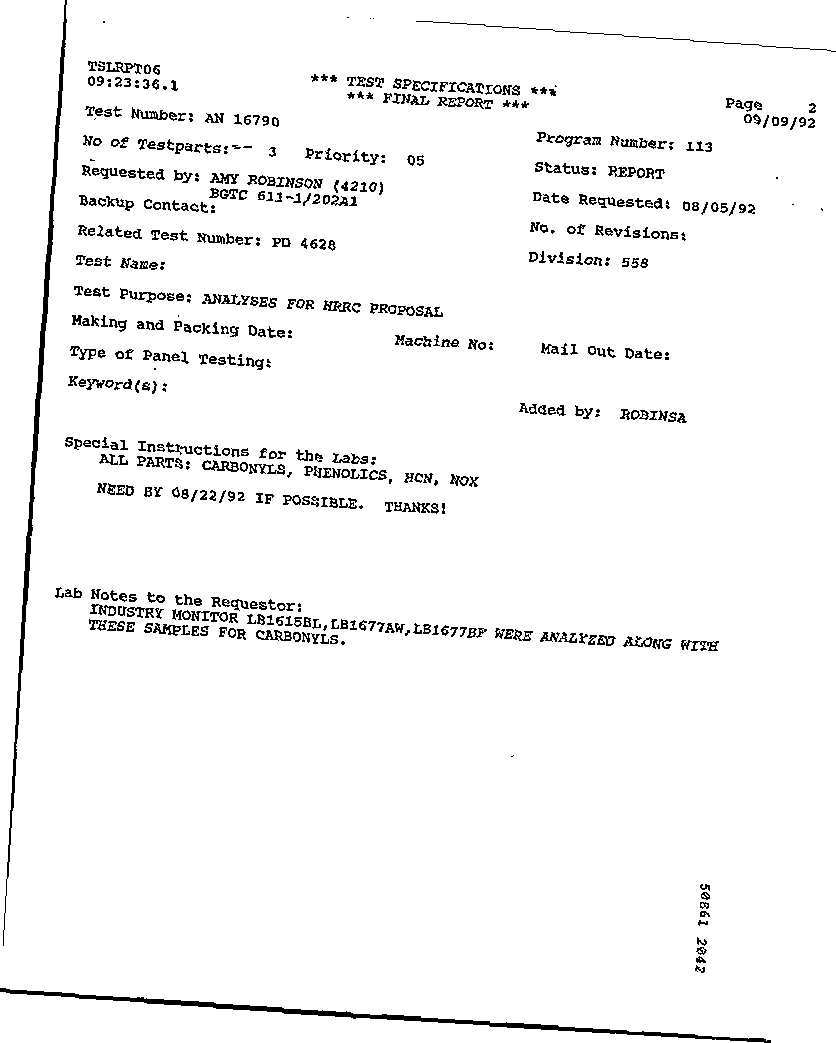 TSLRPT06
09:23:36.1
*** TEST SPECIFICATIONS ***
*** FINAL REPORT ***
Page 2
09/09/92
Test Number: AN 16790
Program Number: 113
No of Testparts:-- 3 Priority: 05
Status: REPORT
Requested by: AMY ROBINSON (4210)
BGTC 611-1/202A1
Date Requested: 08/05/92
Backup Contact:
No. of Revisions:
Related Test Number: PD 4628
Division: 558
Test Name:
Test Purpose: ANALYSES FOR HRRC PROPOSAL
Making and Packing Date: Machine No: Mail Out Date:
Type of Panel Testing:
Keyword(s):
Added by: ROBINSA
Special Instructions for the Labs:
ALL PARTS: CARBONYLS, PHENOLICS, HCN, NOX
NEED BY 08/22/92 IF POSSIBLE. THANKS!
Lab Notes to the Requestor:
INDUSTRY MONITOR LB1615BL,LB1677AW,LB1677BF WERE ANALYZED ALONG WITH
THESE SAMPLES FOR CARBONYLS.
50861 2042